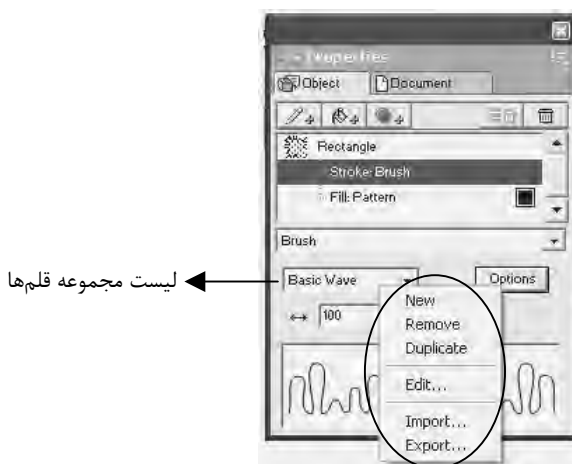 Properties
Object
Document
Rectangle
Stroke: Brush
Fill: Pattern
Brush
لیست مجموعه قلم‌ها
Basic Wave
Options
100
New
Remove
Duplicate
Edit...
Import...
Export...